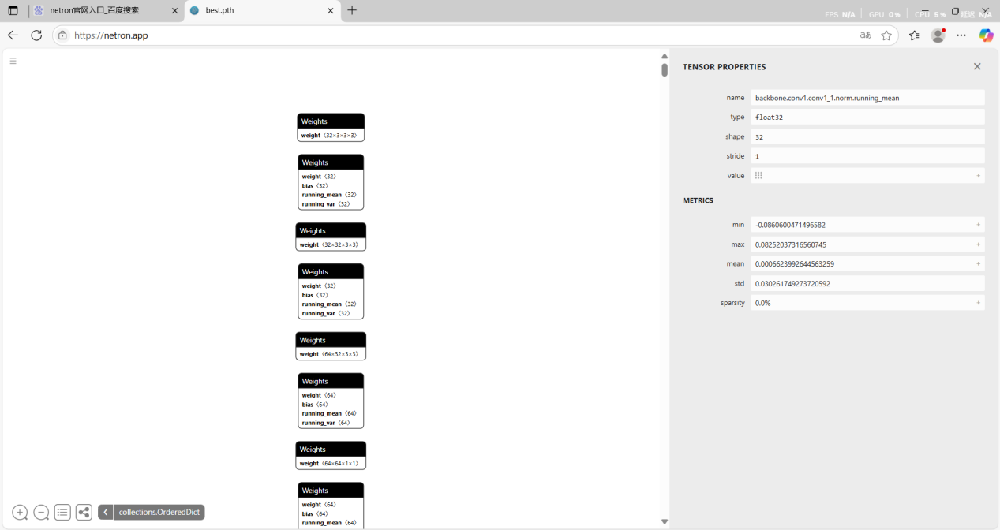 netron官网入口_百度搜索
best.pth
FPS N/A GPU 0% CPU 5% 延迟 N/A
https://netron.app
aあ
Weights
weight 〈32×3×3×3〉
Weights
weight 〈32〉
bias 〈32〉
running_mean 〈32〉
running_var 〈32〉
Weights
weight 〈32×32×3×3〉
Weights
weight 〈32〉
bias 〈32〉
running_mean 〈32〉
running_var 〈32〉
Weights
weight 〈64×32×3×3〉
Weights
weight 〈64〉
bias 〈64〉
running_mean 〈64〉
running_var 〈64〉
Weights
weight 〈64×64×1×1〉
Weights
weight 〈64〉
bias 〈64〉
running_mean 〈64〉
collections.OrderedDict
TENSOR PROPERTIES
name backbone.conv1.conv1_1.norm.running_mean
type float32
shape 32
stride 1
value +
METRICS
min -0.0860600471496582 +
max 0.08252037316560745 +
mean 0.0006623992644563259 +
std 0.030261749273720592
sparsity 0.0% +